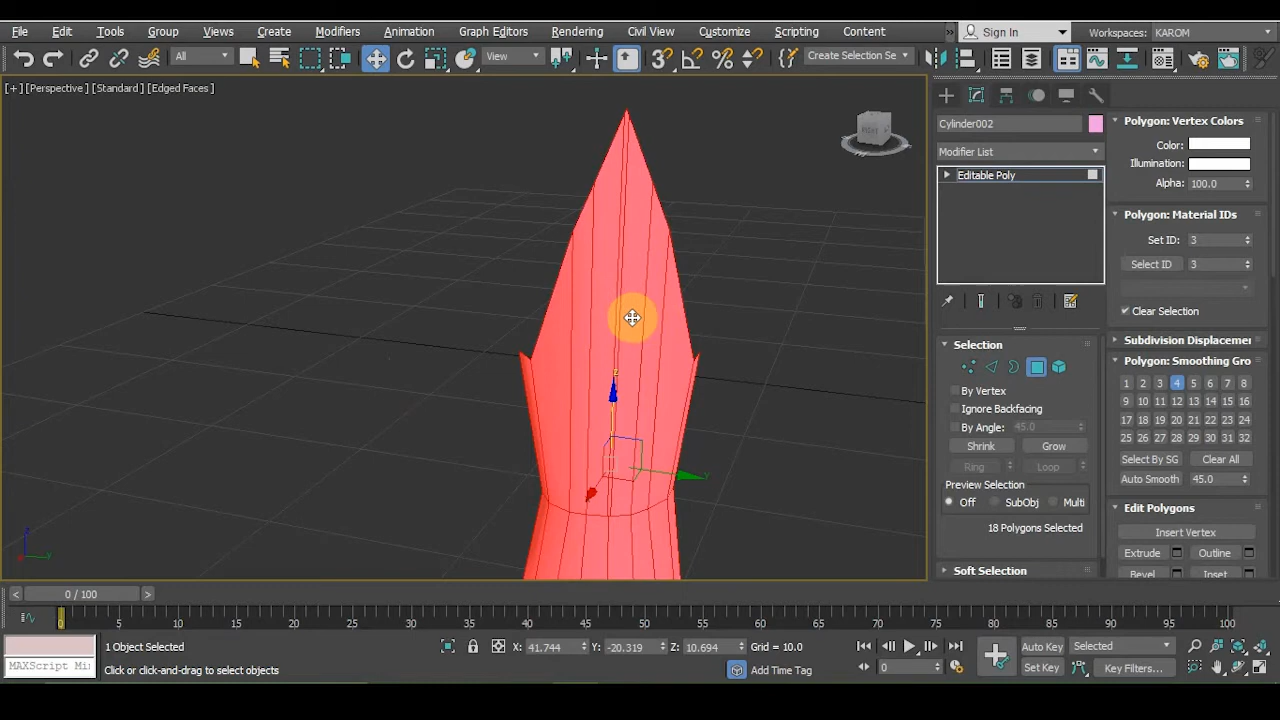 File Edit Tools Group Views Create Modifiers Animation Graph Editors Rendering Civil View Customize Scripting Content Sign In Workspaces: KAROM
All View Create Selection Se
[+] [Perspective] [Standard] [Edged Faces]
Cylinder002
Modifier List
Editable Poly
Selection
By Vertex
Ignore Backfacing
By Angle: 45.0
Shrink Grow
Ring Loop
Preview Selection
Off SubObj Multi
18 Polygons Selected
Soft Selection
Polygon: Vertex Colors
Color:
Illumination:
Alpha: 100.0
Polygon: Material IDs
Set ID: 3
Select ID 3
Clear Selection
Subdivision Displacemer
Polygon: Smoothing Gro
1 2 3 4 5 6 7 8
9 10 11 12 13 14 15 16
17 18 19 20 21 22 23 24
25 26 27 28 29 30 31 32
Select By SG Clear All
Auto Smooth 45.0
Edit Polygons
Insert Vertex
Extrude Outline
Bevel Inset
z
y
z
y
x
< 0 / 100 >
0 5 10 15 20 25 30 35 40 45 50 55 60 65 70 75 80 85 90 95 100
1 Object Selected X: 41.744 Y: -20.319 Z: 10.694 Grid = 10.0 Auto Key Selected
MAXScript Mi Click or click-and-drag to select objects Add Time Tag 0 Set Key Key Filters...